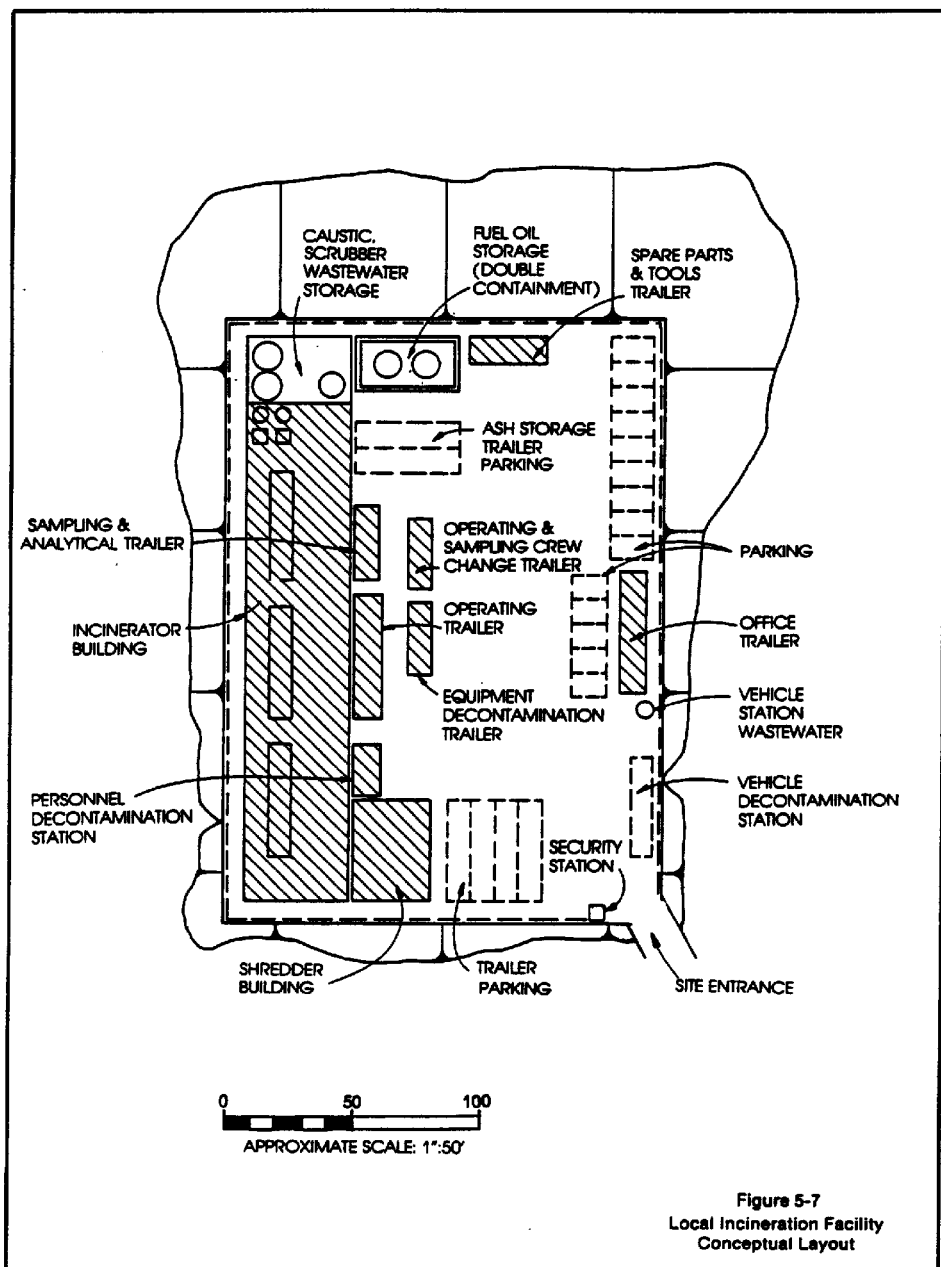 CAUSTIC,
SCRUBBER
WASTEWATER
STORAGE
FUEL OIL
STORAGE
(DOUBLE
CONTAINMENT)
SPARE PARTS
& TOOLS
TRAILER
ASH STORAGE
TRAILER
PARKING
SAMPLING &
ANALYTICAL TRAILER
OPERATING &
SAMPLING CREW
CHANGE TRAILER
PARKING
INCINERATOR
BUILDING
OPERATING
TRAILER
OFFICE
TRAILER
EQUIPMENT
DECONTAMINATION
TRAILER
VEHICLE
STATION
WASTEWATER
PERSONNEL
DECONTAMINATION
STATION
VEHICLE
DECONTAMINATION
STATION
SECURITY
STATION
SHREDDER
BUILDING
TRAILER
PARKING
SITE ENTRANCE
0 50 100
APPROXIMATE SCALE: 1":50'
Figure 5-7
Local Incineration Facility
Conceptual Layout